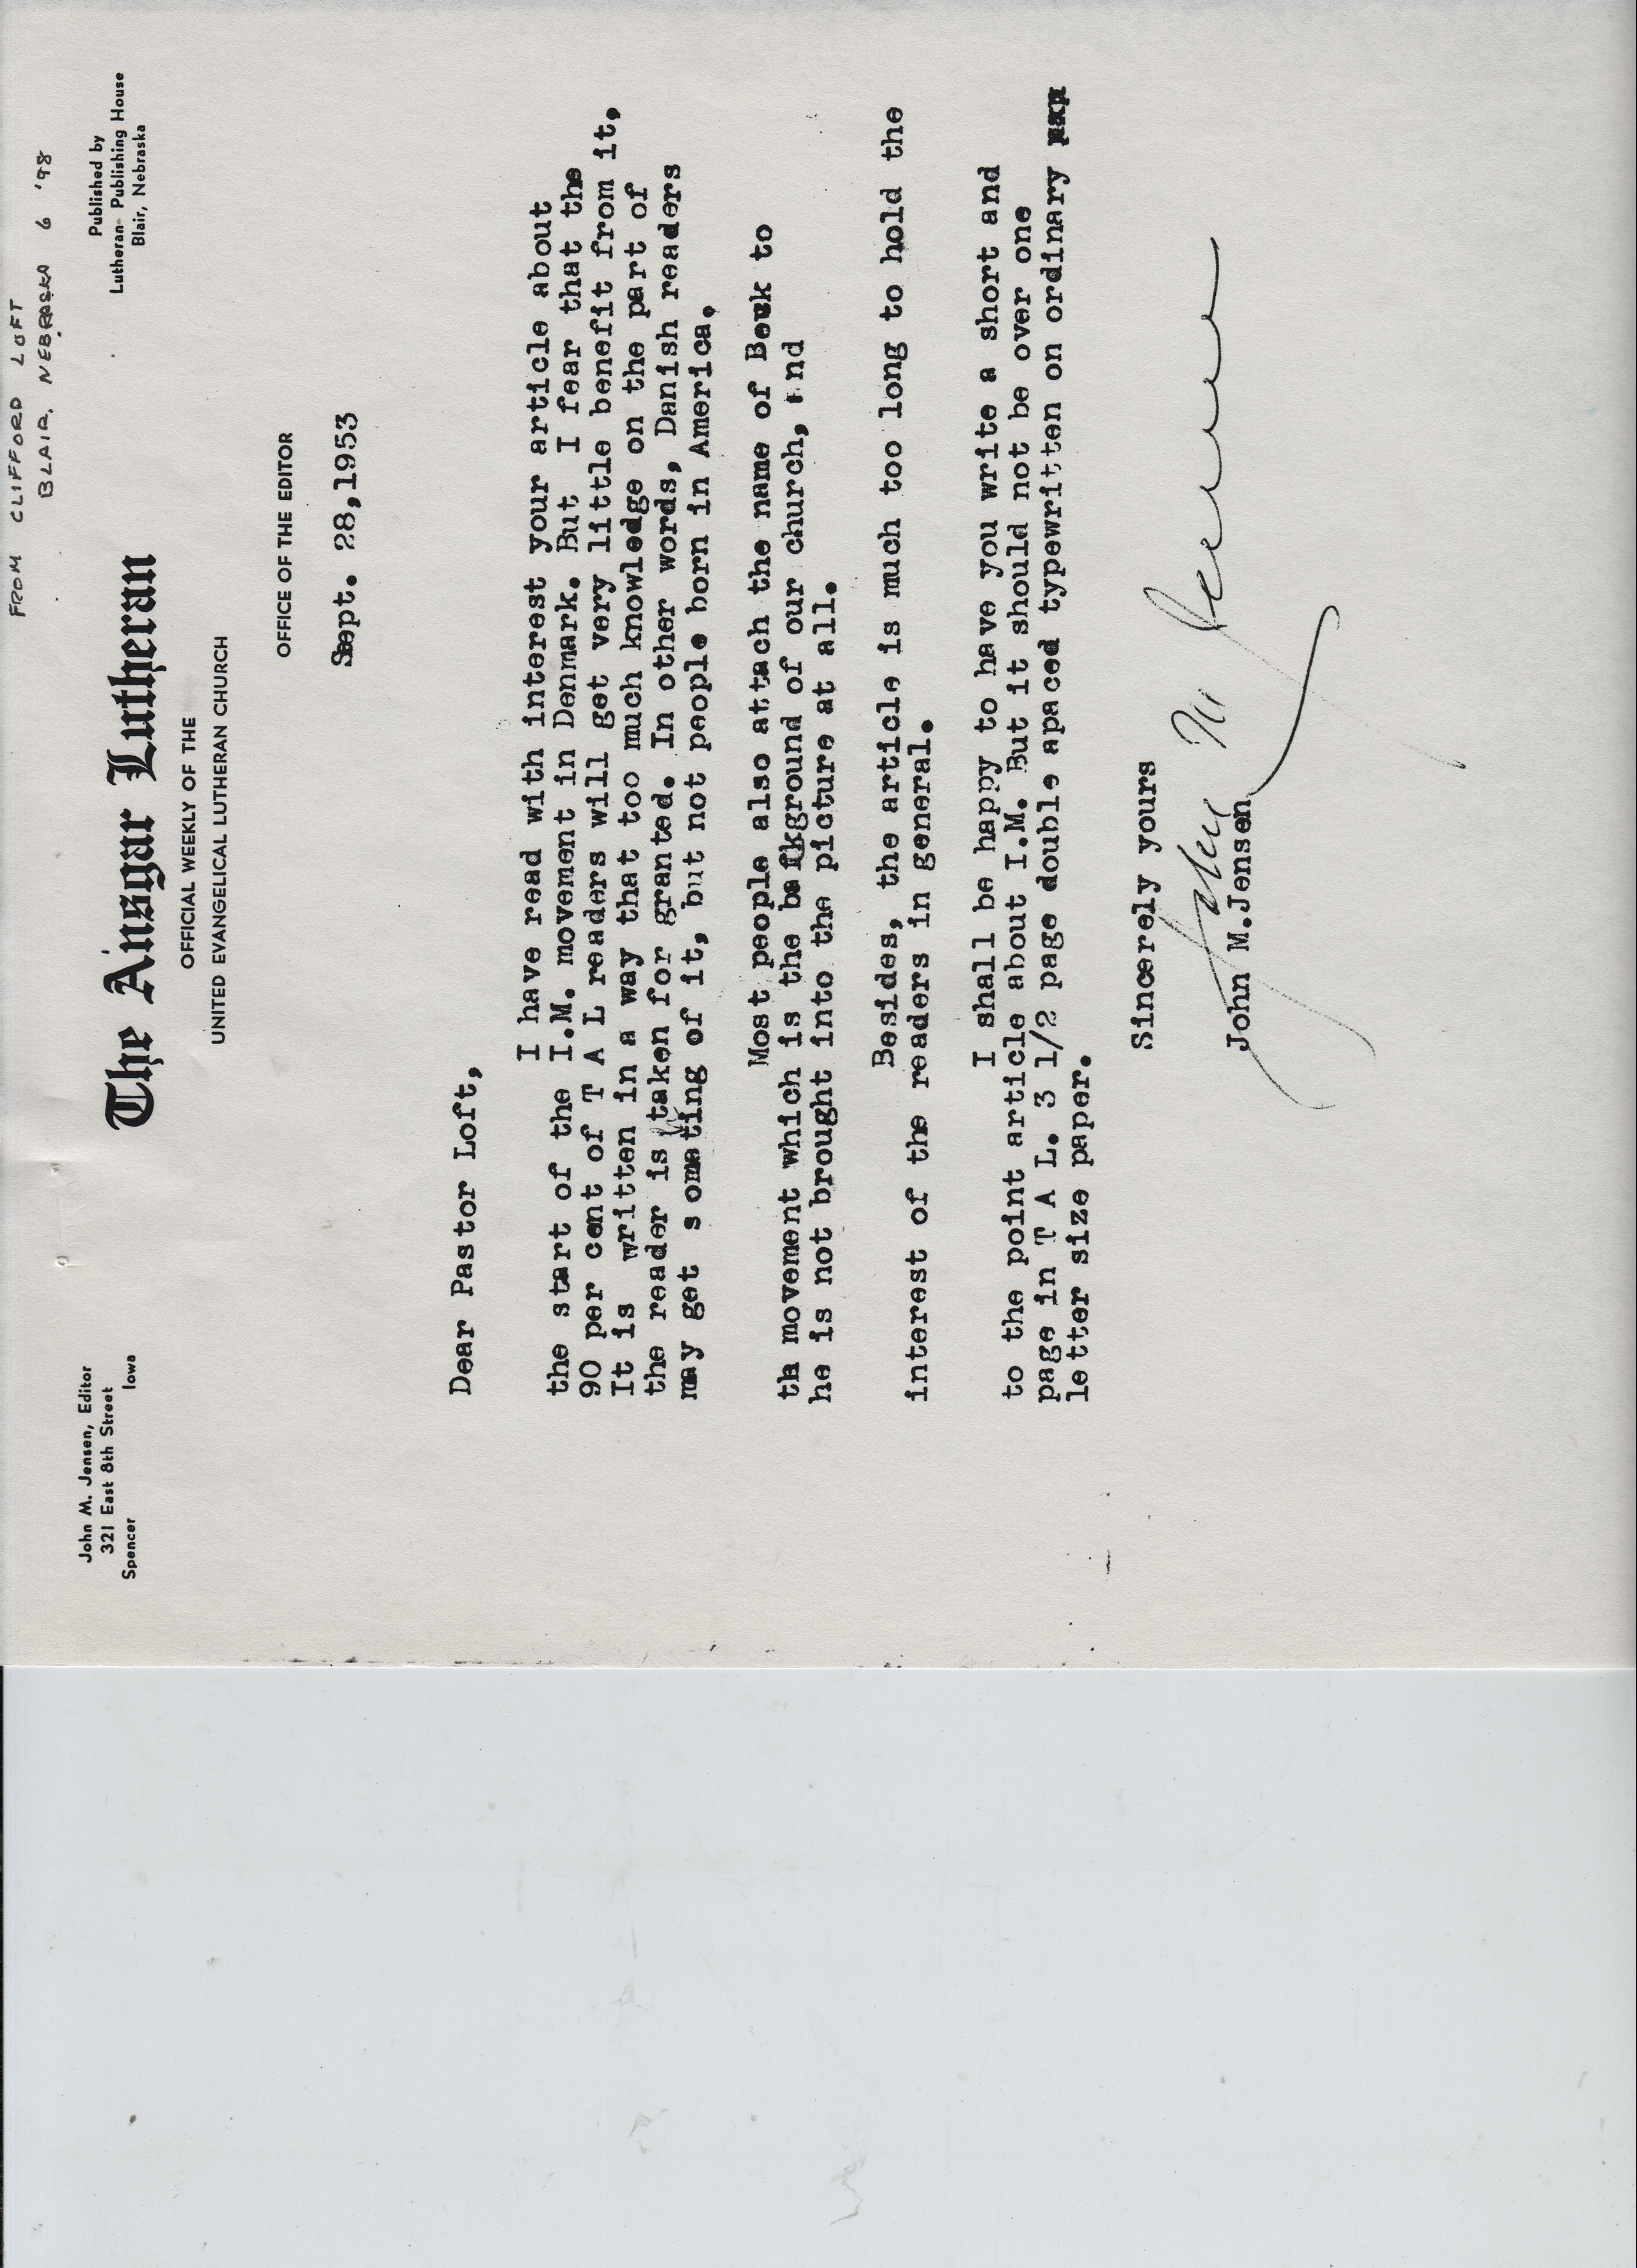 FROM CLIFFORD LOFT
BLAIR, NEBRASKA 6 '98
John M. Jensen, Editor
321 East 8th Street
Spencer Iowa
The Ansgar Lutheran
OFFICIAL WEEKLY OF THE
UNITED EVANGELICAL LUTHERAN CHURCH
Published by
Lutheran Publishing House
Blair, Nebraska
OFFICE OF THE EDITOR
Sept. 28,1953
Dear Pastor Loft,
I have read with interest your article about
the start of the I.M. movement in Denmark. But I fear that the
90 per cent of T A L readers will get very little benefit from it,
It is written in a way that too much knowledge on the part of
the reader is taken for granted. In other words, Danish readers
may get someting of it, but not people born in America.
Most people also attach the name of Beck to
th movement which is the background of our church, and
he is not brought into the picture at all.
Besides, the article is much too long to hold the
interest of the readers in general.
I shall be happy to have you write a short and
to the point article about I.M. But it should not be over one
page in T A L. 3 1/2 page double apaced typewritten on ordinary
letter size paper.
Sincerely yours
John M Jensen
John M.Jensen